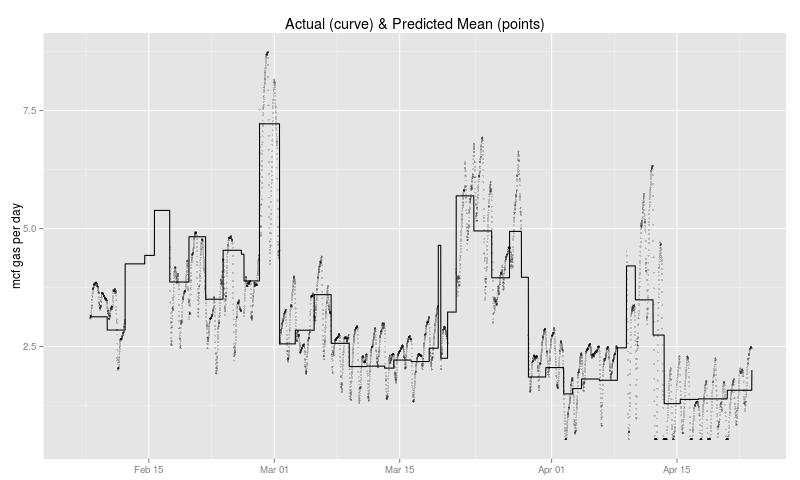 Actual (curve) & Predicted Mean (points)
7.5
5.0
2.5
mcf gas per day
Feb 15
Mar 01
Mar 15
Apr 01
Apr 15